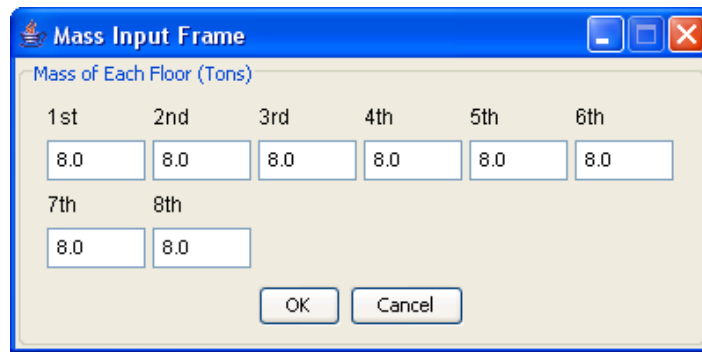 Mass Input Frame
Mass of Each Floor (Tons)
1st 2nd 3rd 4th 5th 6th
8.0 8.0 8.0 8.0 8.0 8.0
7th 8th
8.0 8.0
OK Cancel